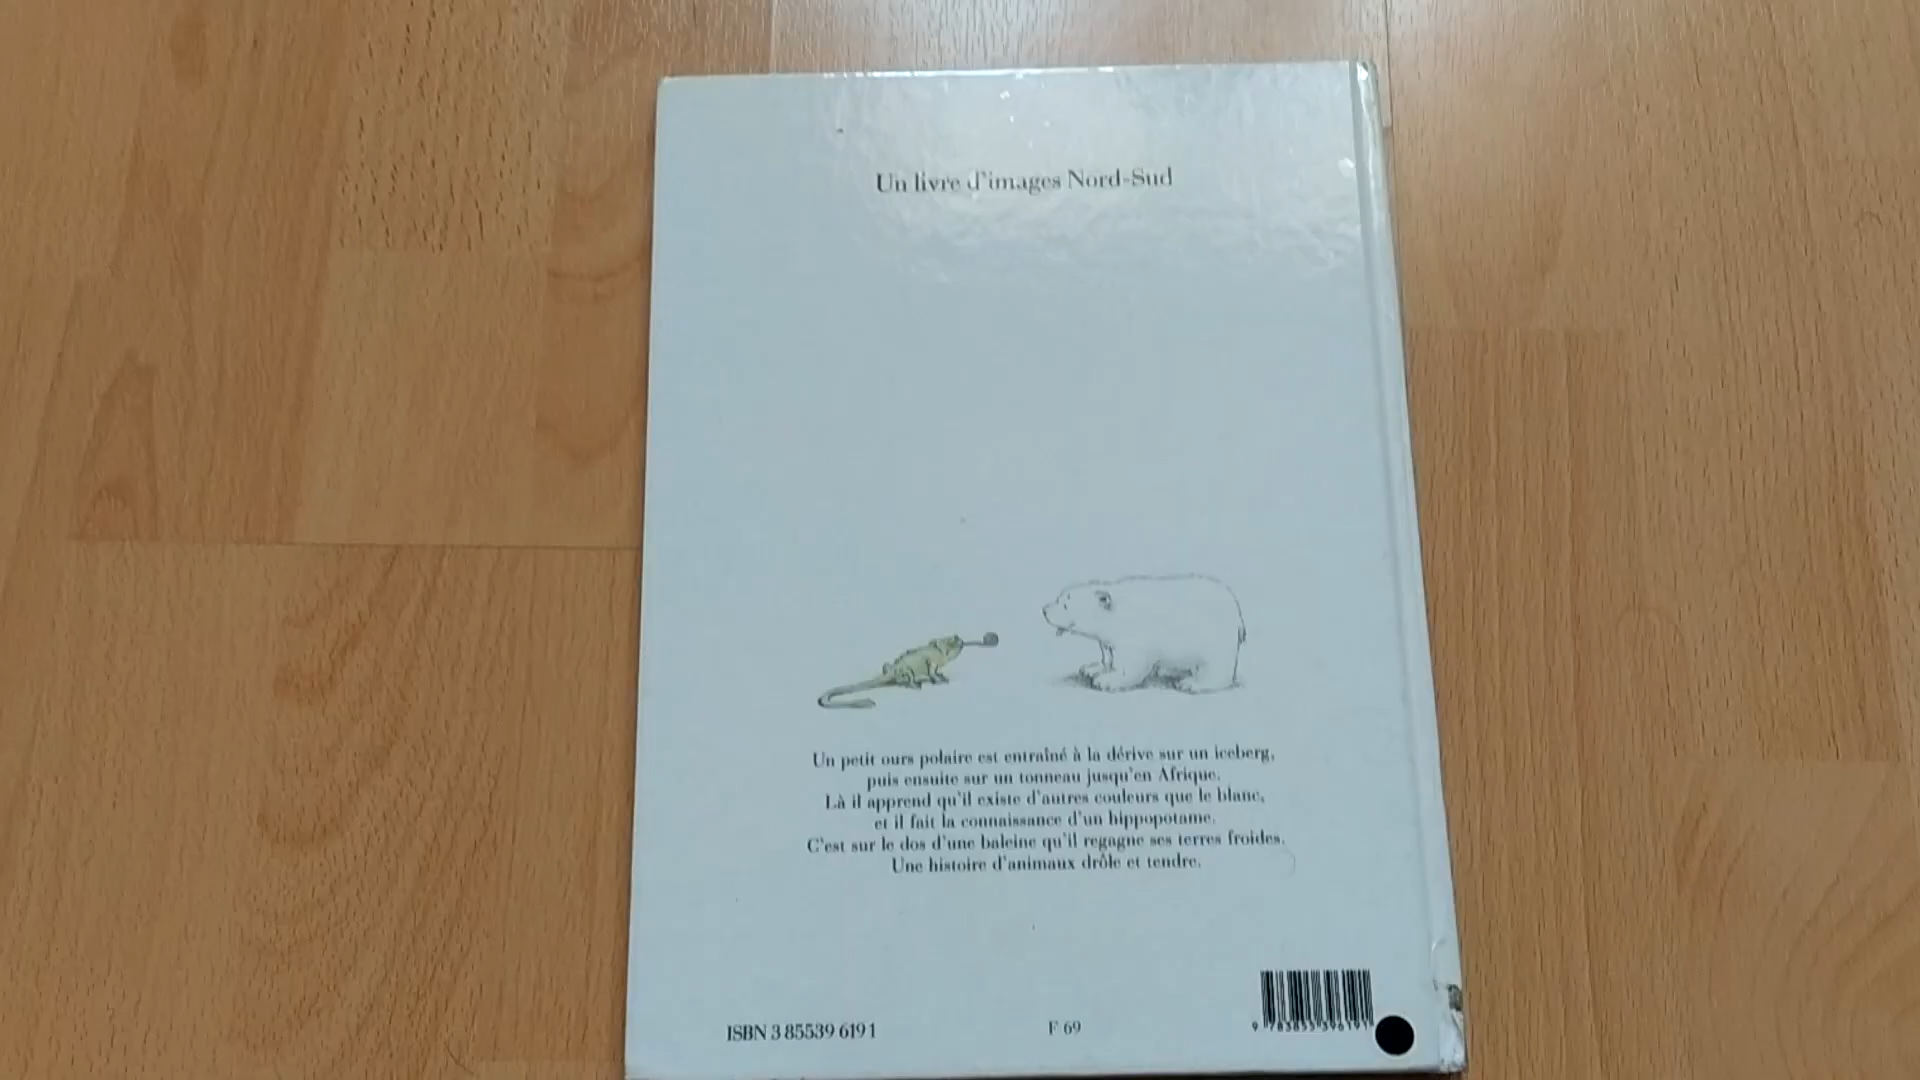 Un livre d'images Nord-Sud
Un petit ours polaire est entraîné à la dérive sur un iceberg,
puis ensuite sur un tonneau jusqu'en Afrique.
Là il apprend qu'il existe d'autres couleurs que le blanc,
et il fait la connaissance d'un hippopotame.
C'est sur le dos d'une baleine qu'il regagne ses terres froides.
Une histoire d'animaux drôle et tendre.
ISBN 3 85539 619 1
F 69
9 783855 396191